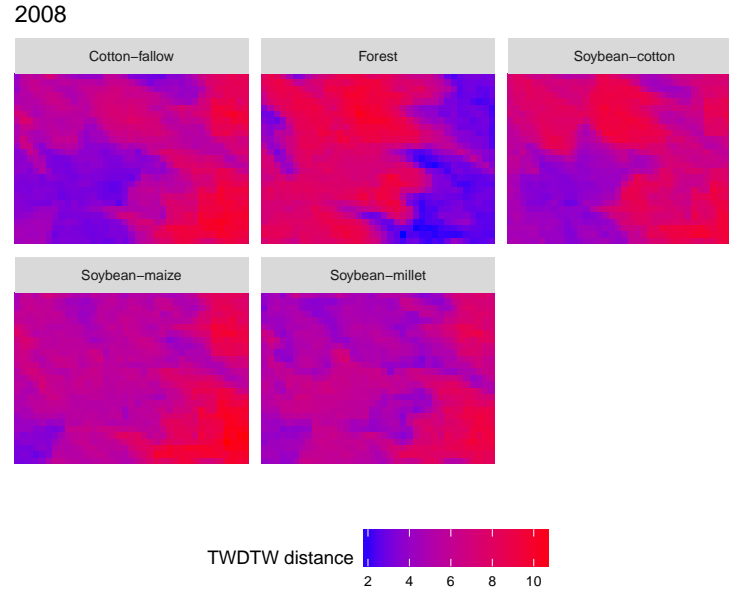 2008
Cotton−fallow
Forest
Soybean−cotton
Soybean−maize
Soybean−millet
TWDTW distance
2 4 6 8 10